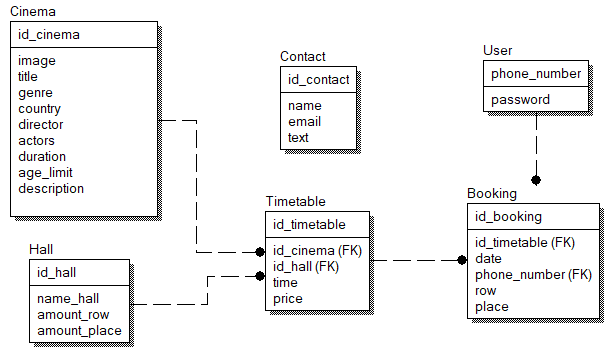 Cinema
id_cinema
image
title
genre
country
director
actors
duration
age_limit
description
Contact
id_contact
name
email
text
User
phone_number
password
Hall
id_hall
name_hall
amount_row
amount_place
Timetable
id_timetable
id_cinema (FK)
id_hall (FK)
time
price
Booking
id_booking
id_timetable (FK)
date
phone_number (FK)
row
place